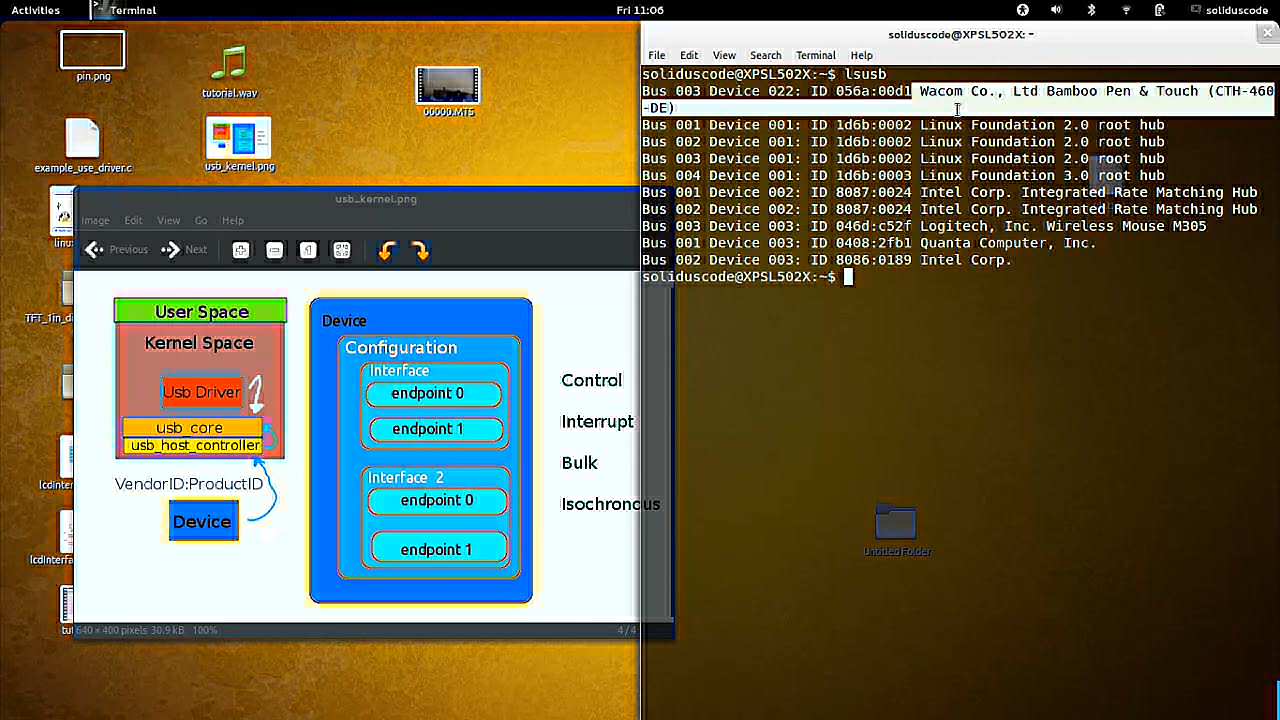 Activities
Terminal
Fri 11:06
soliduscode
pin.png
tutorial.wav
00000.MTS
example_use_driver.c
usb_kernel.png
linu
TFT_1in_di
lcdinter
lcdInterfa
tut
Untitled Folder
usb_kernel.png
Image Edit View Go Help
Previous
Next
User Space
Kernel Space
Usb Driver
usb_core
usb_host_controller
VendorID:ProductID
Device
Device
Configuration
Interface
endpoint 0
endpoint 1
Interface 2
endpoint 0
endpoint 1
Control
Interrupt
Bulk
Isochronous
640 × 400 pixels 30.9 kB 100%
4 / 4
soliduscode@XPSL502X: ~
File Edit View Search Terminal Help
soliduscode@XPSL502X:~$ lsusb
Bus 003 Device 022: ID 056a:00d1 Wacom Co., Ltd Bamboo Pen & Touch (CTH-460
-DE)
Bus 001 Device 001: ID 1d6b:0002 Linux Foundation 2.0 root hub
Bus 002 Device 001: ID 1d6b:0002 Linux Foundation 2.0 root hub
Bus 003 Device 001: ID 1d6b:0002 Linux Foundation 2.0 root hub
Bus 004 Device 001: ID 1d6b:0003 Linux Foundation 3.0 root hub
Bus 001 Device 002: ID 8087:0024 Intel Corp. Integrated Rate Matching Hub
Bus 002 Device 002: ID 8087:0024 Intel Corp. Integrated Rate Matching Hub
Bus 003 Device 003: ID 046d:c52f Logitech, Inc. Wireless Mouse M305
Bus 001 Device 003: ID 0408:2fb1 Quanta Computer, Inc.
Bus 002 Device 003: ID 8086:0189 Intel Corp.
soliduscode@XPSL502X:~$